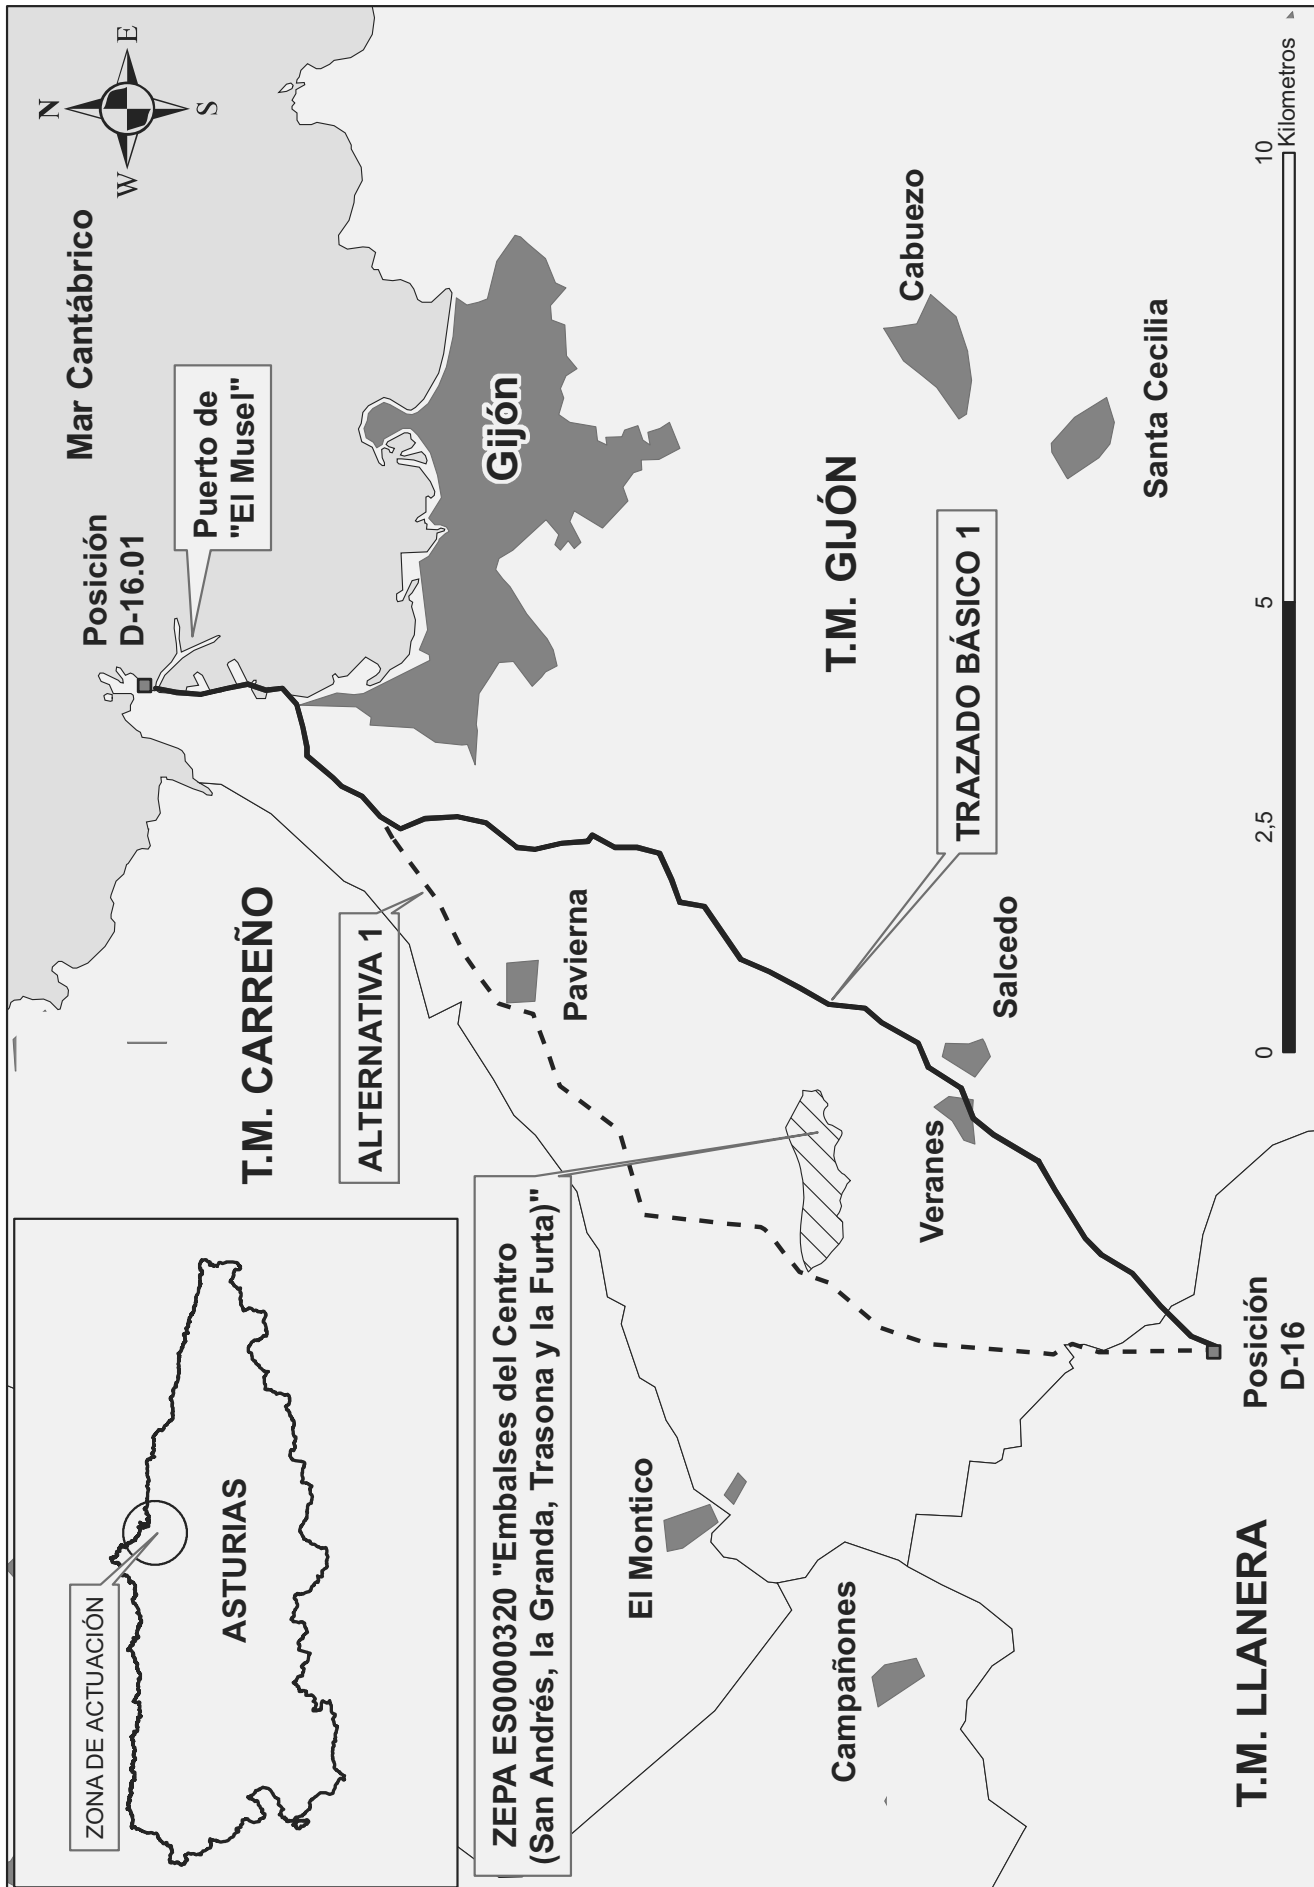 ZONA DE ACTUACIÓN
ASTURIAS
Mar Cantábrico
N
W
E
S
Posición
D-16.01
Puerto de
"El Musel"
T.M. CARREÑO
ALTERNATIVA 1
Gijón
ZEPA ES0000320 "Embalses del Centro
(San Andrés, la Granda, Trasona y la Furta)"
Pavierna
El Montico
T.M. GIJÓN
Campañones
Veranes
Cabuezo
TRAZADO BÁSICO 1
Salcedo
Santa Cecilia
T.M. LLANERA
Posición
D-16
0
2,5
5
10
Kilometros